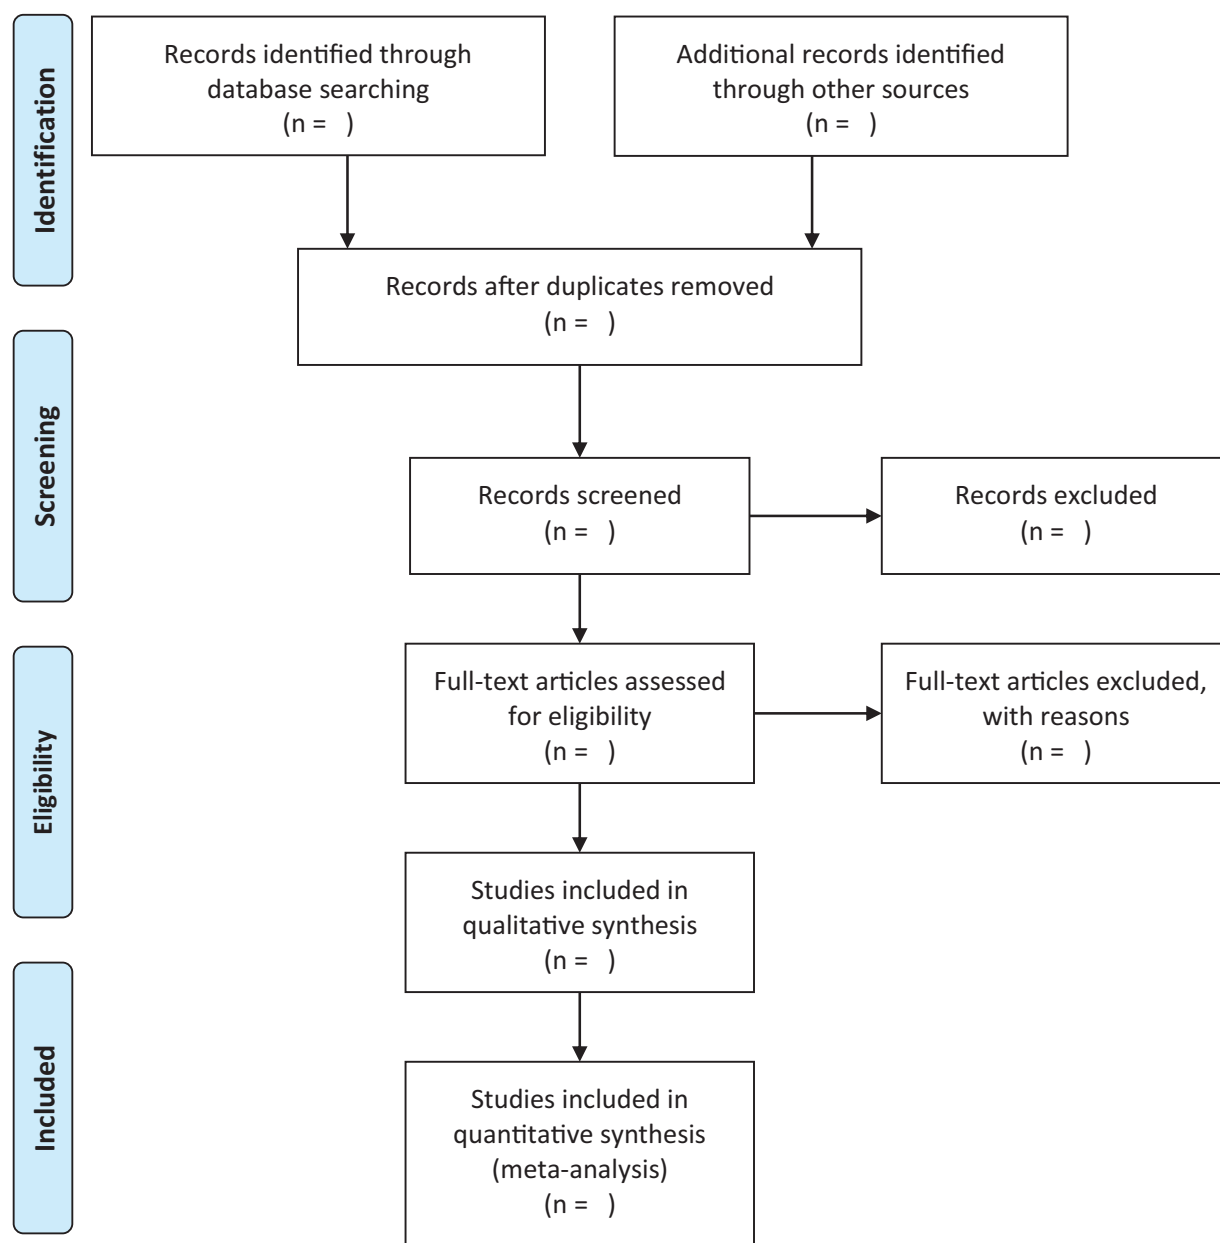 Identification
Records identified through
database searching
(n =   )
Additional records identified
through other sources
(n =   )
Records after duplicates removed
(n =   )
Screening
Records screened
(n =   )
Records excluded
(n =   )
Eligibility
Full-text articles assessed
for eligibility
(n =   )
Full-text articles excluded,
with reasons
(n =   )
Studies included in
qualitative synthesis
(n =   )
Included
Studies included in
quantitative synthesis
(meta-analysis)
(n =   )